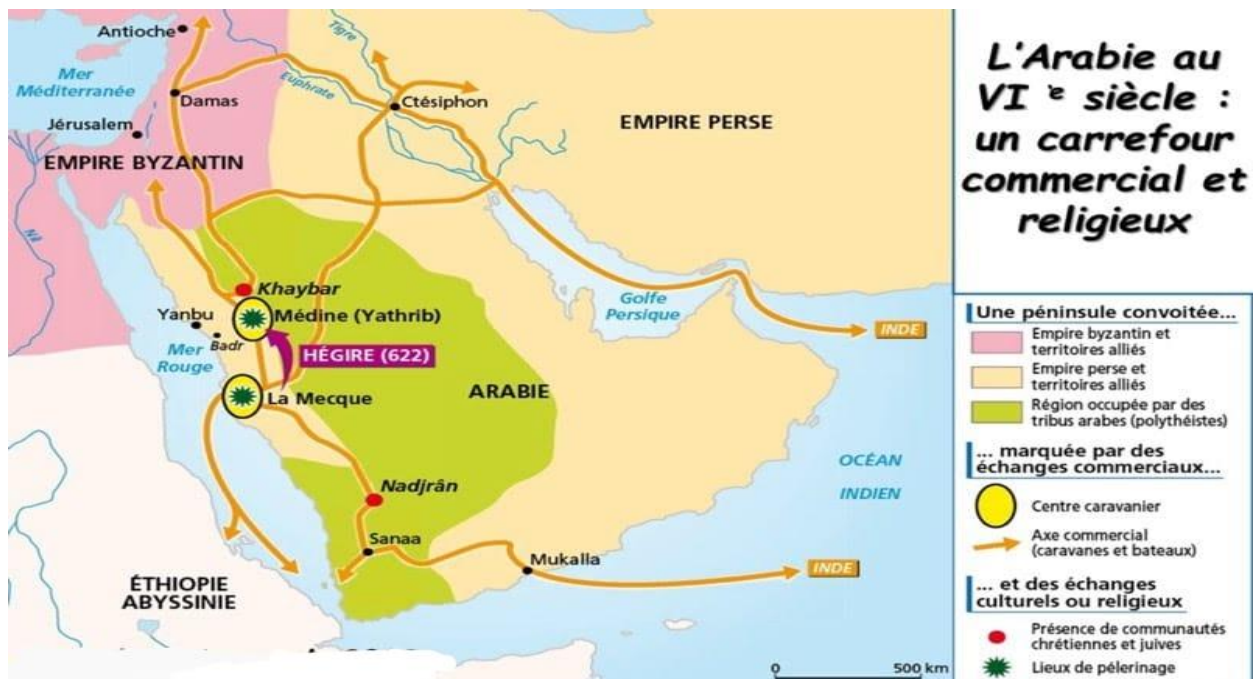 Antioche
Tigre
Mer
Méditerranée
Euphrate
Damas
Ctésiphon
Jérusalem
EMPIRE PERSE
EMPIRE BYZANTIN
Nil
Khaybar
Yanbu
Médine (Yathrib)
Badr
Golfe
Persique
INDE
Mer
Rouge
HÉGIRE (622)
La Mecque
ARABIE
OCÉAN
INDIEN
Nadjrân
Sanaa
Mukalla
INDE
ÉTHIOPIE
ABYSSINIE
0 500 km
L'Arabie au
VI 'e siècle :
un carrefour
commercial et
religieux
Une péninsule convoitée...
Empire byzantin et
territoires alliés
Empire perse et
territoires alliés
Région occupée par des
tribus arabes (polythéistes)
... marquée par des
échanges commerciaux...
Centre caravanier
Axe commercial
(caravanes et bateaux)
... et des échanges
culturels ou religieux
Présence de communautés
chrétiennes et juives
Lieux de pélerinage